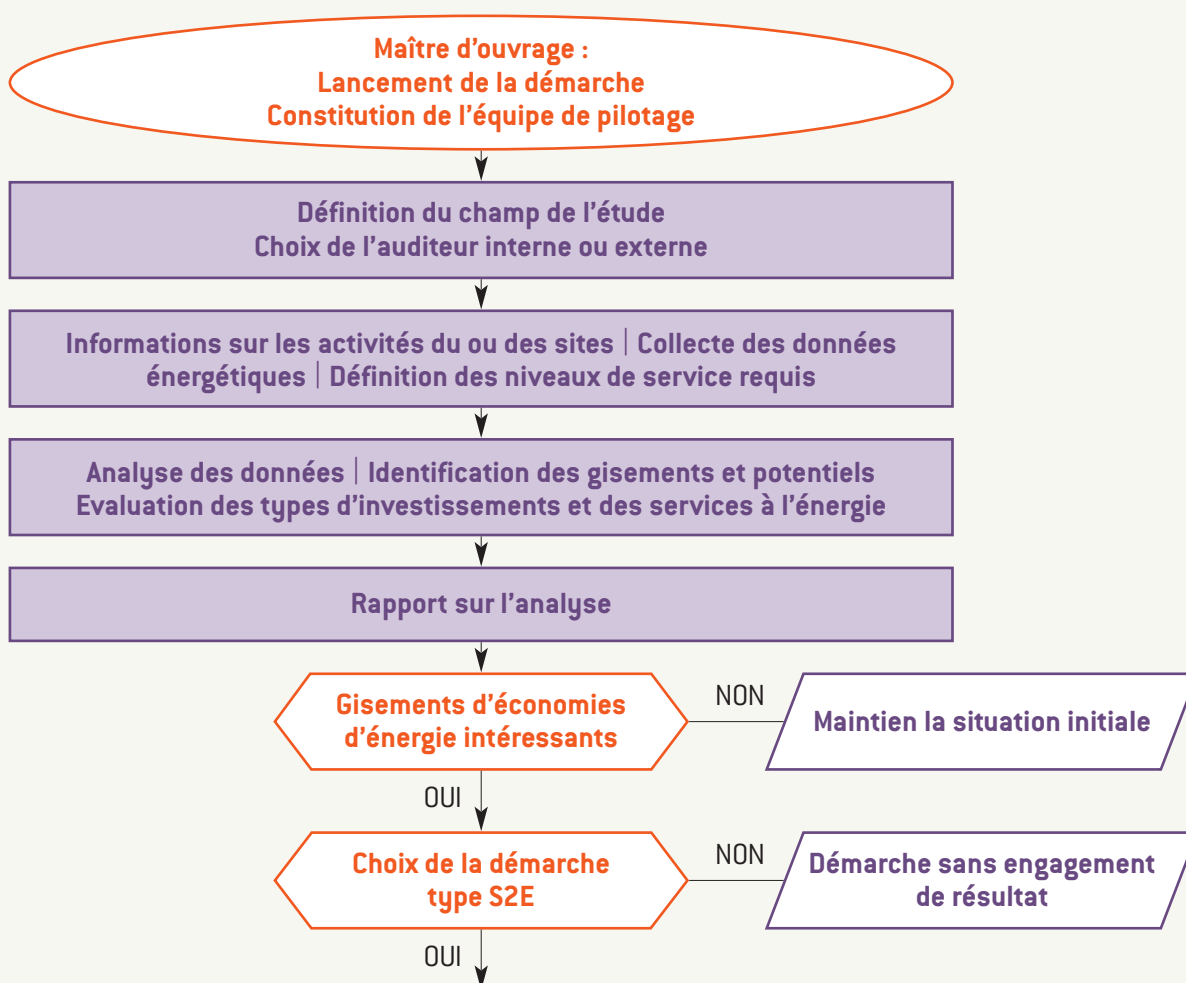 Maître d’ouvrage :
Lancement de la démarche
Constitution de l’équipe de pilotage
Définition du champ de l’étude
Choix de l’auditeur interne ou externe
Informations sur les activités du ou des sites | Collecte des données
énergétiques | Définition des niveaux de service requis
Analyse des données | Identification des gisements et potentiels
Evaluation des types d’investissements et des services à l’énergie
Rapport sur l’analyse
Gisements d’économies
d’énergie intéressants
NON
Maintien la situation initiale
OUI
Choix de la démarche
type S2E
NON
Démarche sans engagement
de résultat
OUI